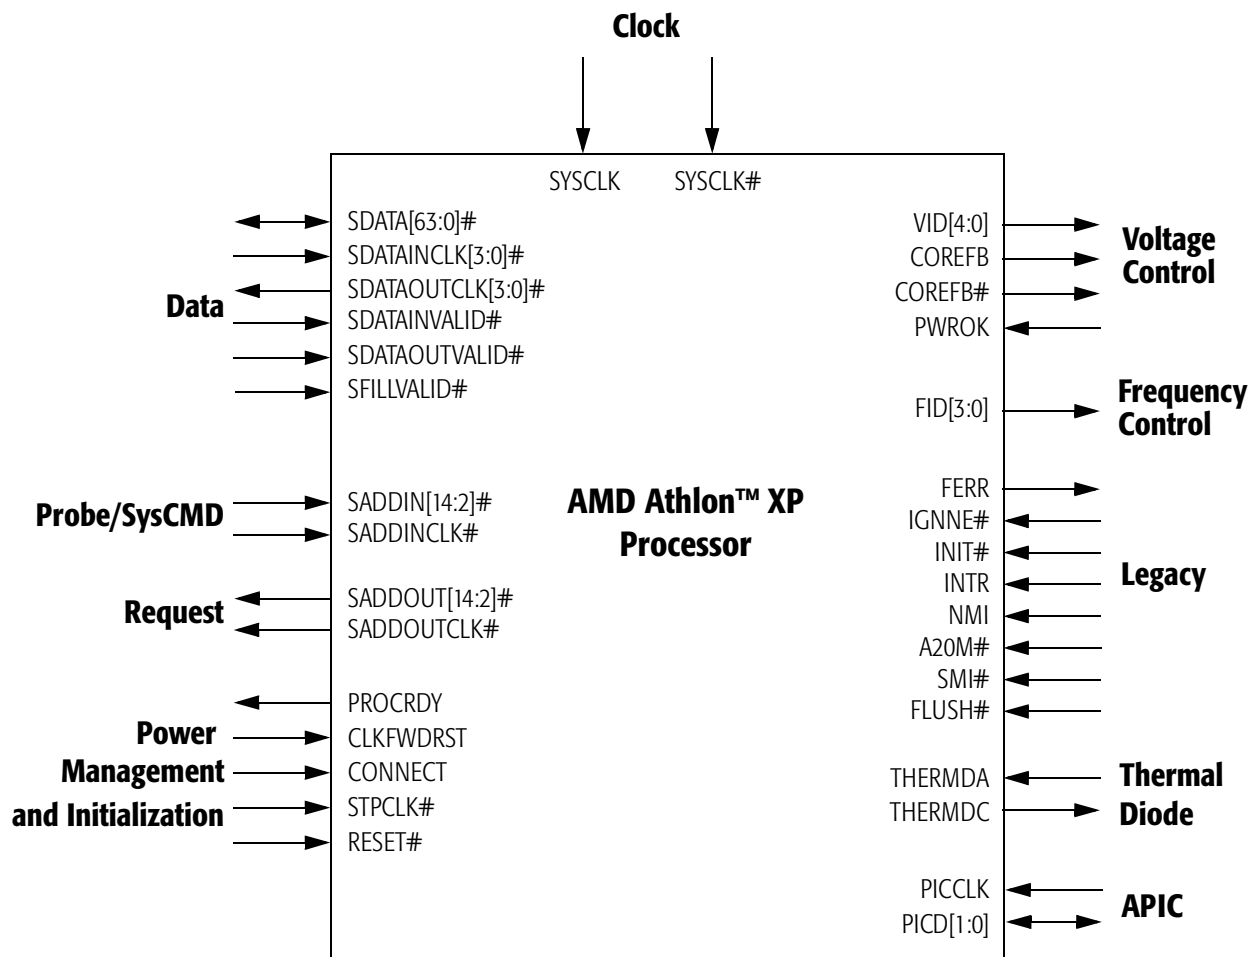 Clock
SYSCLK SYSCLK#
Data
SDATA[63:0]#
SDATAINCLK[3:0]#
SDATAOUTCLK[3:0]#
SDATAINVALID#
SDATAOUTVALID#
SFILLVALID#
Probe/SysCMD
SADDIN[14:2]#
SADDINCLK#
Request
SADDOUT[14:2]#
SADDOUTCLK#
Power
Management
and Initialization
PROCRDY
CLKFWDRST
CONNECT
STPCLK#
RESET#
AMD Athlon™ XP
Processor
VID[4:0]
COREFB
COREFB#
PWROK
Voltage
Control
FID[3:0]
Frequency
Control
FERR
IGNNE#
INIT#
INTR
NMI
A20M#
SMI#
FLUSH#
Legacy
THERMDA
THERMDC
Thermal
Diode
PICCLK
PICD[1:0]
APIC